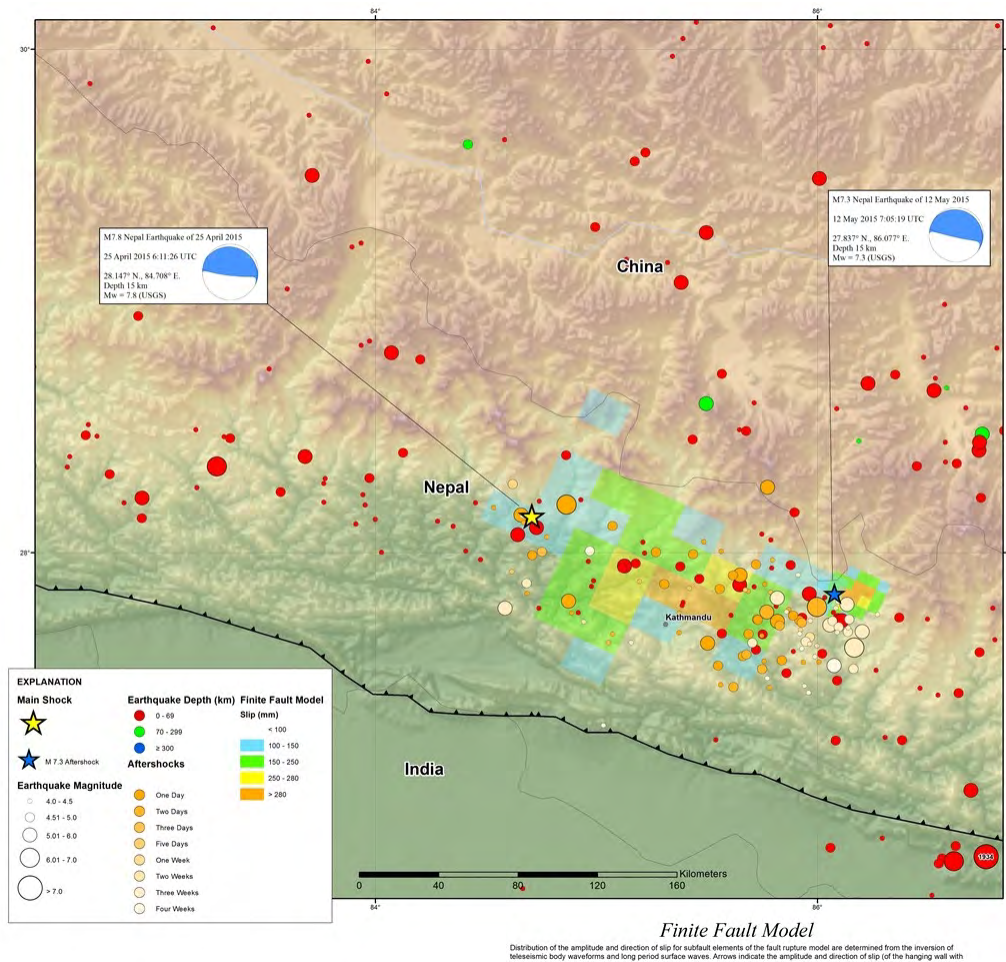 84°
86°
30°
M7.3 Nepal Earthquake of 12 May 2015
12 May 2015 7:05:19 UTC
27.837° N., 86.077° E.
Depth 15 km
Mw = 7.3 (USGS)
M7.8 Nepal Earthquake of 25 April 2015
25 April 2015 6:11:26 UTC
28.147° N., 84.708° E.
Depth 15 km
Mw = 7.8 (USGS)
China
Nepal
28°
Kathmandu
India
EXPLANATION
Main Shock
M 7.3 Aftershock
Earthquake Magnitude
4.0 - 4.5
4.51 - 5.0
5.01 - 6.0
6.01 - 7.0
> 7.0
Earthquake Depth (km)
0 - 69
70 - 299
≥ 300
Aftershocks
One Day
Two Days
Three Days
Five Days
One Week
Two Weeks
Three Weeks
Four Weeks
Finite Fault Model
Slip (mm)
< 100
100 - 150
150 - 250
250 - 280
> 280
1934
Kilometers
0 40 80 120 160
84°
86°
Finite Fault Model
Distribution of the amplitude and direction of slip for subfault elements of the fault rupture model are determined from the inversion of
teleseismic body waveforms and long period surface waves. Arrows indicate the amplitude and direction of slip (of the hanging wall with